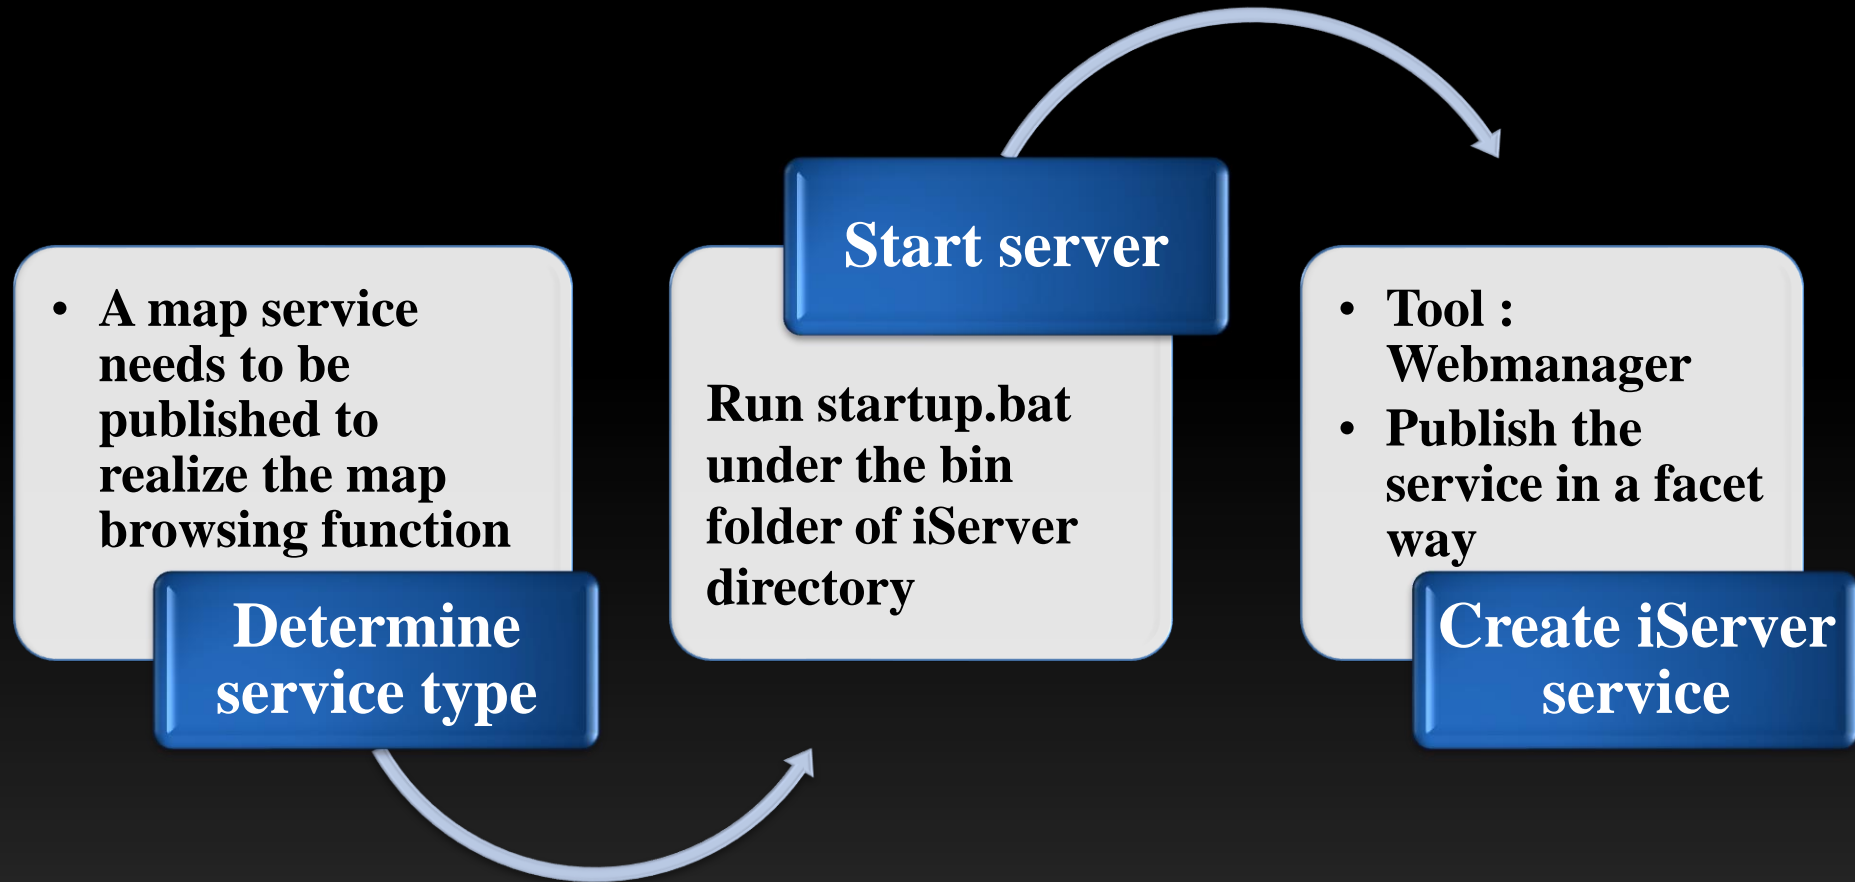 • A map service
needs to be
published to
realize the map
browsing function
Determine
service type
Start server
Run startup.bat
under the bin
folder of iServer
directory
• Tool :
Webmanager
• Publish the
service in a facet
way
Create iServer
service